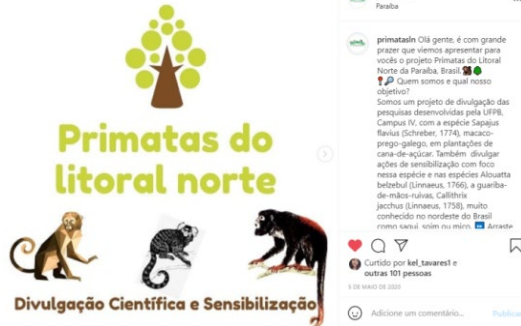 Primatas do
litoral norte
Divulgação Científica e Sensibilização
Paraíba
primatasln Olá gente, é com grande
prazer que viemos apresentar para
vocês o projeto Primatas do Litoral
Norte da Paraíba, Brasil.
Quem somos e qual nosso
objetivo?
Somos um projeto de divulgação das
pesquisas desenvolvidas pela UFPB,
Campus IV, com a espécie Sapajus
flavius (Schreber, 1774), macaco-
prego-galego, em plantações de
cana-de-açúcar. Também divulgar
ações de sensibilização com foco
nessa espécie e nas espécies Alouatta
belzebul (Linnaeus, 1766), a guariba-
de-mãos-ruivas, Callithrix
jacchus (Linnaeus, 1758), muito
conhecido no nordeste do Brasil
como sagui, soim ou mico. Arraste
Curtido por kel_tavares1 e
outras 101 pessoas
5 DE MAIO DE 2020
Adicione um comentário...
Publicar